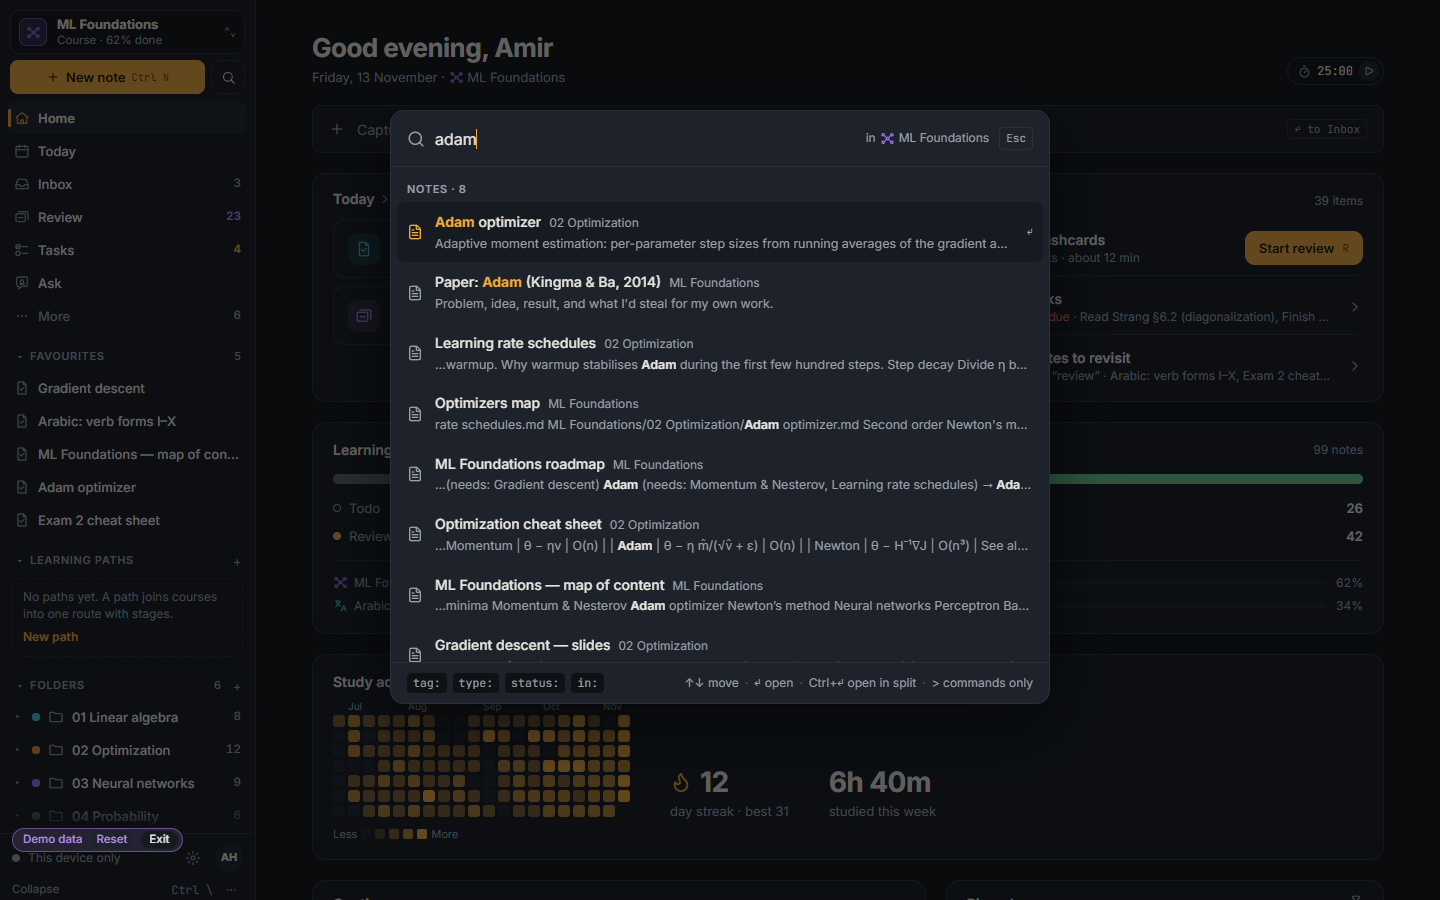 ML Foundations
Course · 62% done
New note Ctrl N
Home
Today
Inbox 3
Review 23
Tasks 4
Ask
More 6
FAVOURITES 5
Gradient descent
Arabic: verb forms I–X
ML Foundations — map of con...
Adam optimizer
Exam 2 cheat sheet
LEARNING PATHS +
No paths yet. A path joins courses
into one route with stages.
New path
FOLDERS 6 +
01 Linear algebra 8
02 Optimization 12
03 Neural networks 9
04 Probability 6
Demo data Reset Exit
This device only AH
Collapse Ctrl \ ...
Good evening, Amir
Friday, 13 November · ML Foundations
25:00
Capt
↵ to Inbox
adam
in ML Foundations Esc
NOTES · 8
Adam optimizer 02 Optimization
Adaptive moment estimation: per-parameter step sizes from running averages of the gradient a... ↵
Paper: Adam (Kingma & Ba, 2014) ML Foundations
Problem, idea, result, and what I'd steal for my own work.
Learning rate schedules 02 Optimization
...warmup. Why warmup stabilises Adam during the first few hundred steps. Step decay Divide η b...
Optimizers map ML Foundations
rate schedules.md ML Foundations/02 Optimization/Adam optimizer.md Second order Newton's m...
ML Foundations roadmap ML Foundations
...(needs: Gradient descent) Adam (needs: Momentum & Nesterov, Learning rate schedules) → Ada...
Optimization cheat sheet 02 Optimization
...Momentum | θ − ηv | O(n) | | Adam | θ − η m̂/(√v̂ + ε) | O(n) | | Newton | θ − H⁻¹∇J | O(n³) | See al...
ML Foundations — map of content ML Foundations
...minima Momentum & Nesterov Adam optimizer Newton's method Neural networks Perceptron Ba...
Gradient descent — slides 02 Optimization
tag: type: status: in:
↑↓ move · ↵ open · Ctrl+↵ open in split · > commands only
Today >
39 items
shcards
s · about 12 min
Start review R
ks
due · Read Strang §6.2 (diagonalization), Finish ...
tes to revisit
"review" · Arabic: verb forms I–X, Exam 2 cheat...
Learning
99 notes
Todo 26
Review 42
ML Fo 62%
Arabic 34%
Study ac
Jul Aug Sep Oct Nov
Less More
12
day streak · best 31
6h 40m
studied this week